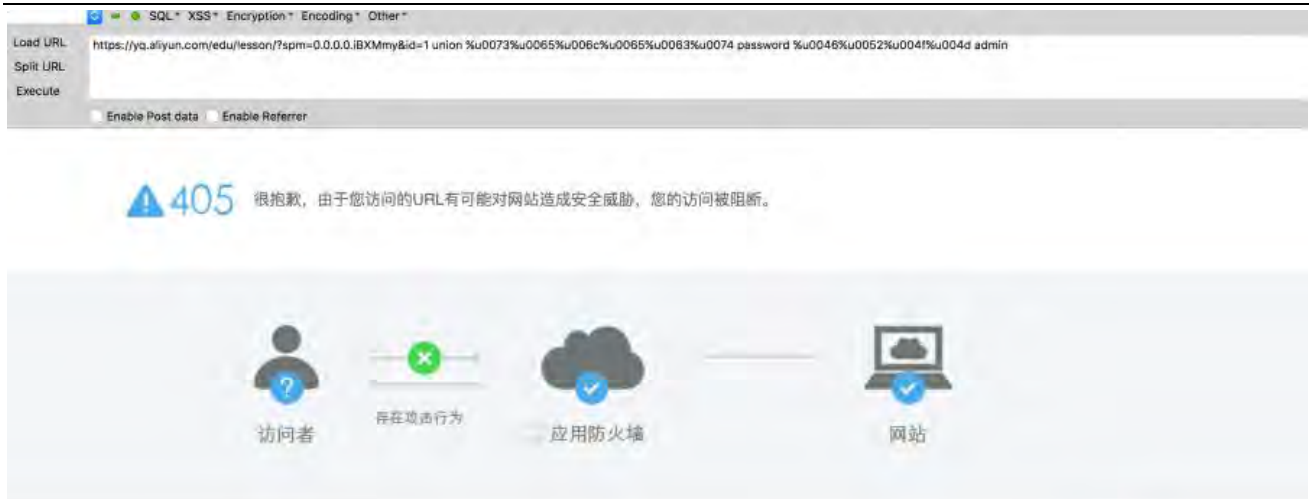 SQL▾ XSS▾ Encryption▾ Encoding▾ Other▾
Load URL
https://yq.aliyun.com/edu/lesson/?spm=0.0.0.0.iBXMmy&id=1 union %u0073%u0065%u006c%u0065%u0063%u0074 password %u0046%u0052%u004f%u004d admin
Split URL
Execute
Enable Post data Enable Referrer
405 很抱歉，由于您访问的URL有可能对网站造成安全威胁，您的访问被阻断。
存在攻击行为
访问者 应用防火墙 网站